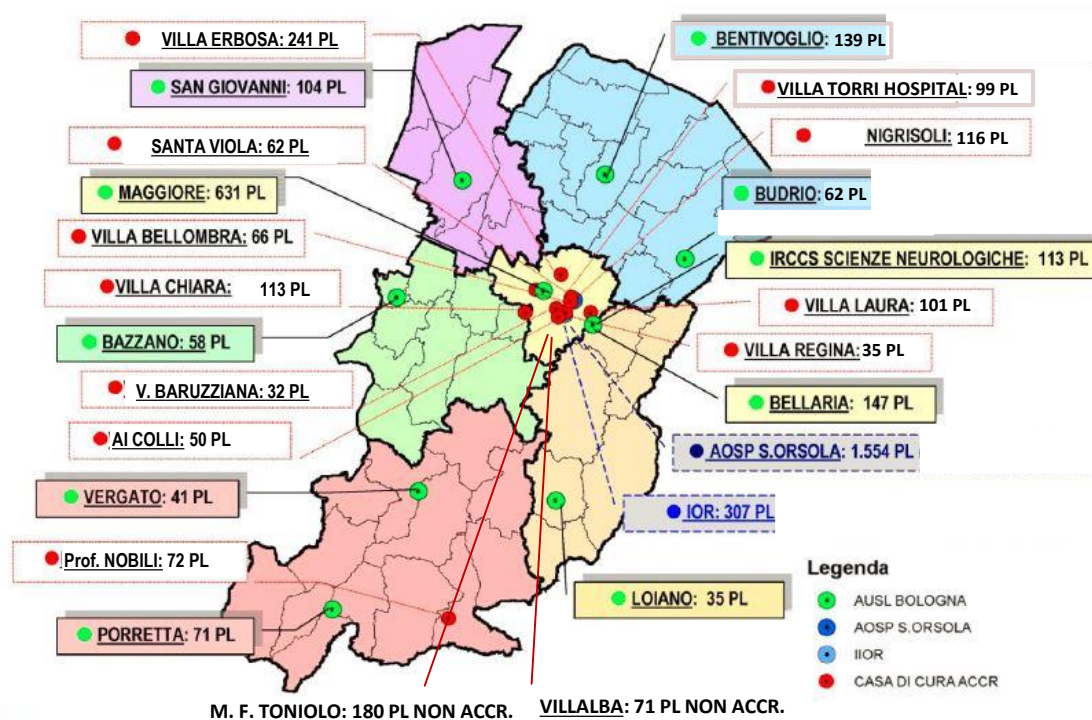 VILLA ERBOSA: 241 PL
SAN GIOVANNI: 104 PL
SANTA VIOLA: 62 PL
MAGGIORE: 631 PL
VILLA BELLOMBRA: 66 PL
VILLA CHIARA: 113 PL
BAZZANO: 58 PL
V. BARUZZIANA: 32 PL
AI COLLI: 50 PL
VERGATO: 41 PL
Prof. NOBILI: 72 PL
PORRETTA: 71 PL
BENTIVOGLIO: 139 PL
VILLA TORRI HOSPITAL: 99 PL
NIGRISOLI: 116 PL
BUDRIO: 62 PL
IRCCS SCIENZE NEUROLOGICHE: 113 PL
VILLA LAURA: 101 PL
VILLA REGINA: 35 PL
BELLARIA: 147 PL
AOSP S.ORSOLA: 1.554 PL
IOR: 307 PL
LOIANO: 35 PL
Legenda
AUSL BOLOGNA
AOSP S.ORSOLA
IIOR
CASA DI CURA ACCR
M. F. TONIOLO: 180 PL NON ACCR.
VILLALBA: 71 PL NON ACCR.